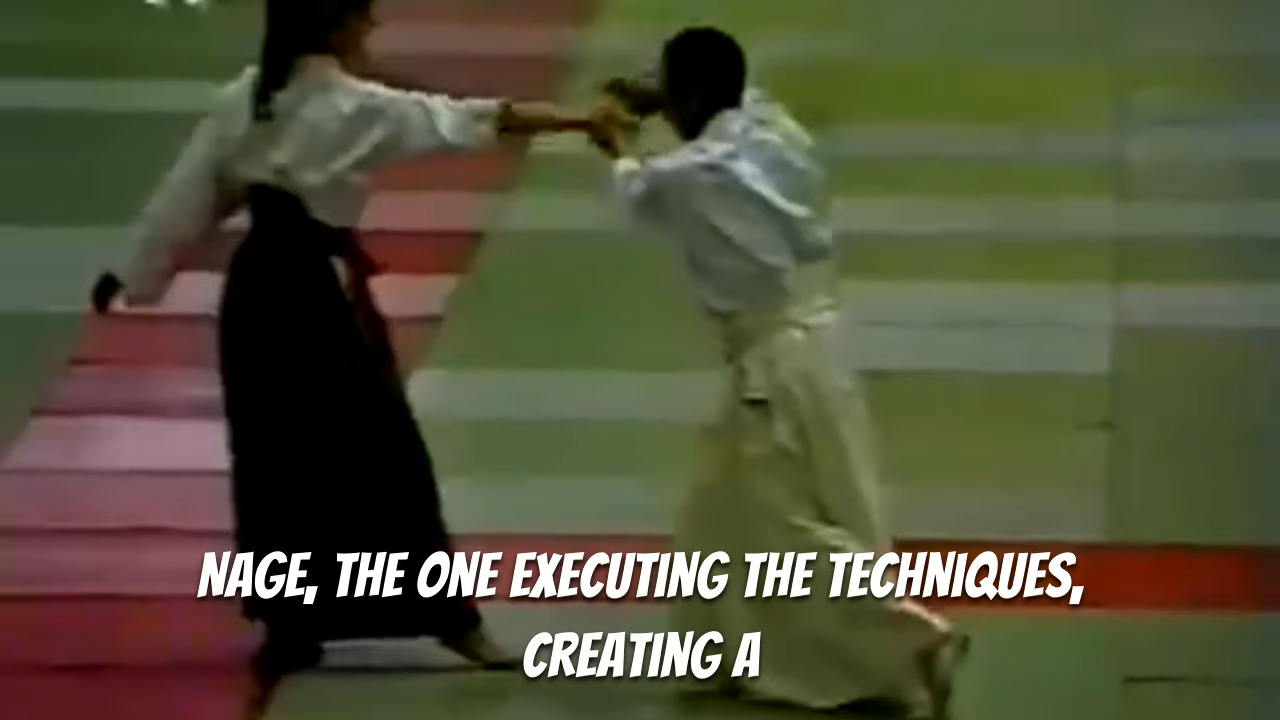 NAGE, THE ONE EXECUTING THE TECHNIQUES,
CREATING A